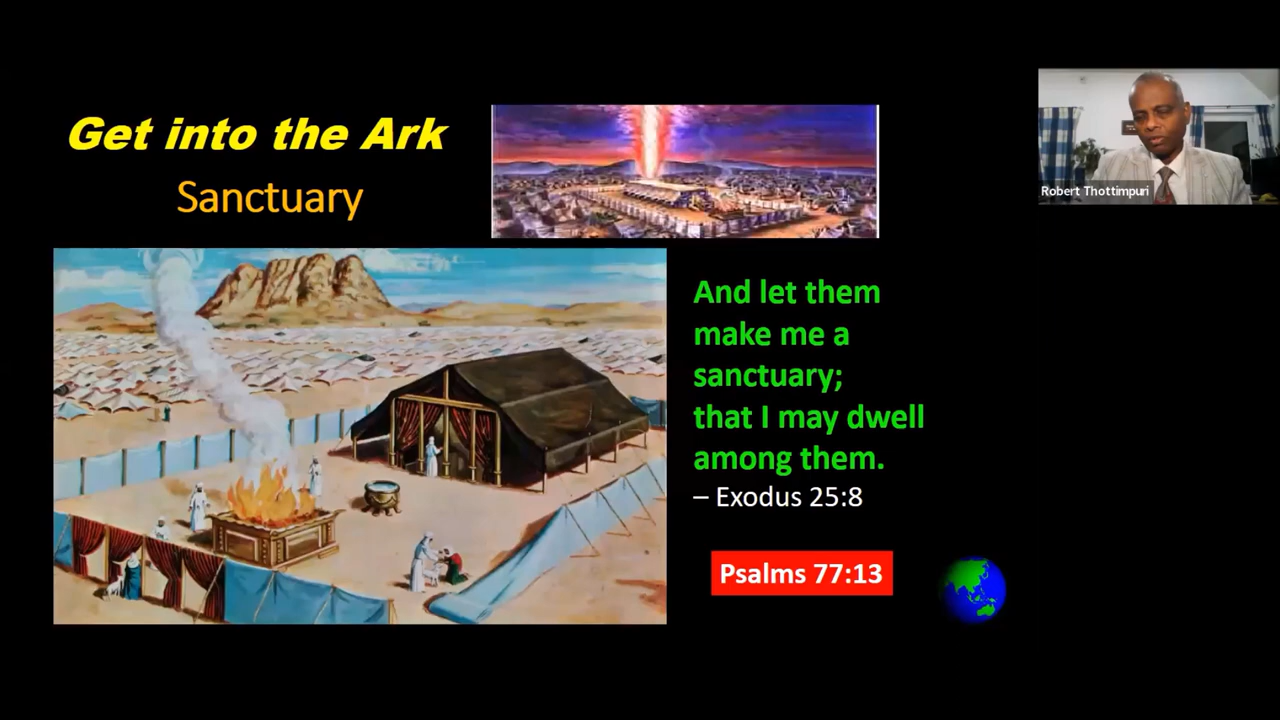 Get into the Ark
Sanctuary
Robert Thottimpuri
And let them
make me a
sanctuary;
that I may dwell
among them.
– Exodus 25:8
Psalms 77:13